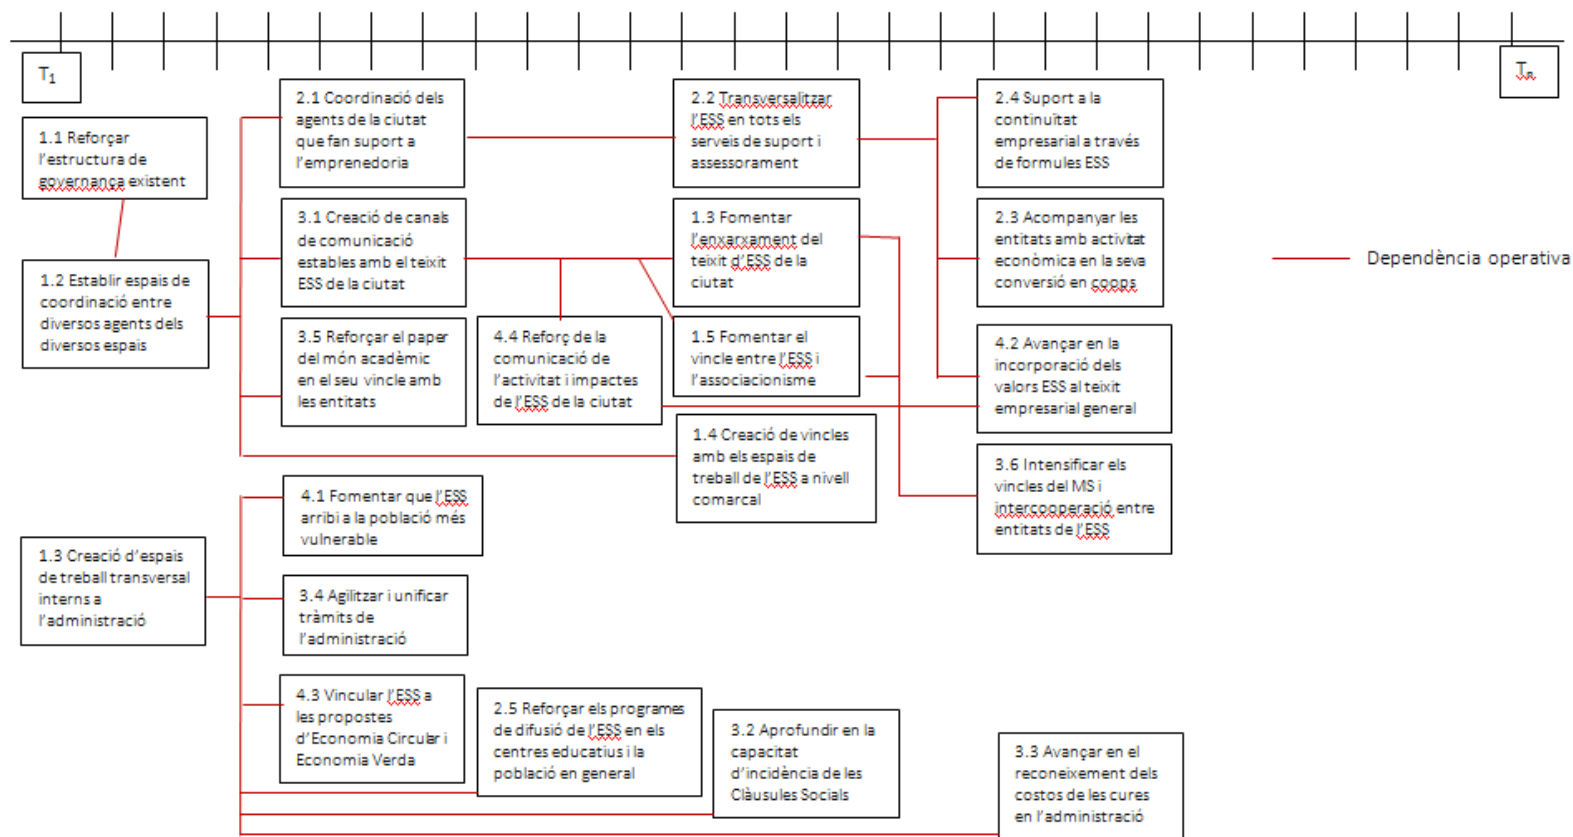 T1
Tn
1.1 Reforçar
l'estructura de
governança existent
2.1 Coordinació dels
agents de la ciutat
que fan suport a
l'emprenedoria
2.2 Transversalitzar
l'ESS en tots els
serveis de suport i
assessorament
2.4 Suport a la
continuïtat
empresarial a través
de formules ESS
1.2 Establir espais de
coordinació entre
diversos agents dels
diversos espais
3.1 Creació de canals
de comunicació
estables amb el teixit
ESS de la ciutat
1.3 Fomentar
l'enxarxament del
teixit d'ESS de la
ciutat
2.3 Acompanyar les
entitats amb activitat
econòmica en la seva
conversió en coops
Dependència operativa
3.5 Reforçar el paper
del món acadèmic
en el seu vincle amb
les entitats
4.4 Reforç de la
comunicació de
l'activitat i impactes
de l'ESS de la ciutat
1.5 Fomentar el
vincle entre l'ESS i
l'associacionisme
4.2 Avançar en la
incorporació dels
valors ESS al teixit
empresarial general
1.4 Creació de vincles
amb els espais de
treball de l'ESS a nivell
comarcal
3.6 Intensificar els
vincles del MS i
intercooperació entre
entitats de l'ESS
4.1 Fomentar que l'ESS
arribi a la població més
vulnerable
1.3 Creació d'espais
de treball transversal
interns a
l'administració
3.4 Agilitzar i unificar
tràmits de
l'administració
4.3 Vincular l'ESS a
les propostes
d'Economia Circular i
Economia Verda
2.5 Reforçar els programes
de difusió de l'ESS en els
centres educatius i la
població en general
3.2 Aprofundir en la
capacitat
d'incidència de les
Clàusules Socials
3.3 Avançar en el
reconeixement dels
costos de les cures
en l'administració